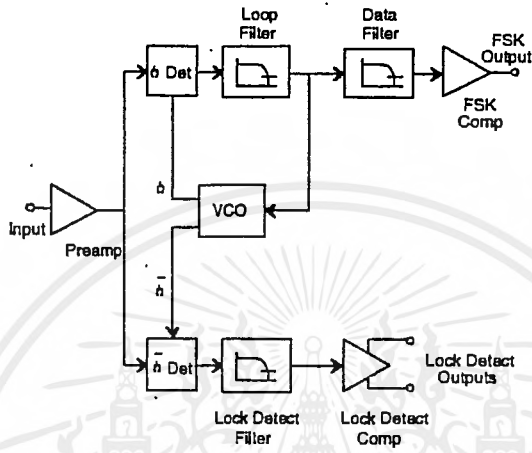 Loop
Filter
Data
Filter
FSK
Output
ϕ Det
FSK
Comp
VCO
Input
Preamp
Det
Lock Detect
Outputs
Lock Detect
Filter
Lock Detect
Comp